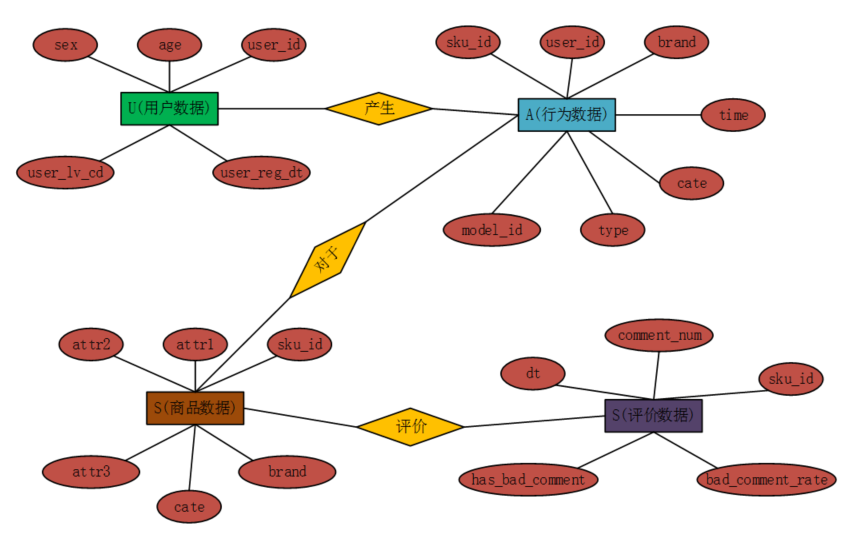 sex
age
user_id
U(用户数据)
user_lv_cd
user_reg_dt
产生
sku_id
user_id
brand
A(行为数据)
time
cate
model_id
type
对于
attr2
attr1
sku_id
S(商品数据)
attr3
cate
brand
评价
comment_num
dt
sku_id
S(评价数据)
has_bad_comment
bad_comment_rate